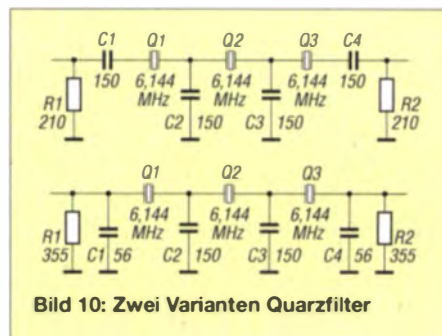 C1 Q1 Q2 Q3 C4
150 6,144 MHz 6,144 MHz 6,144 MHz 150
R1 210 C2 150 C3 150 R2 210
Q1 Q2 Q3
6,144 MHz 6,144 MHz 6,144 MHz
R1 355 C1 56 C2 150 C3 150 C4 56 R2 355
Bild 10: Zwei Varianten Quarzfilter